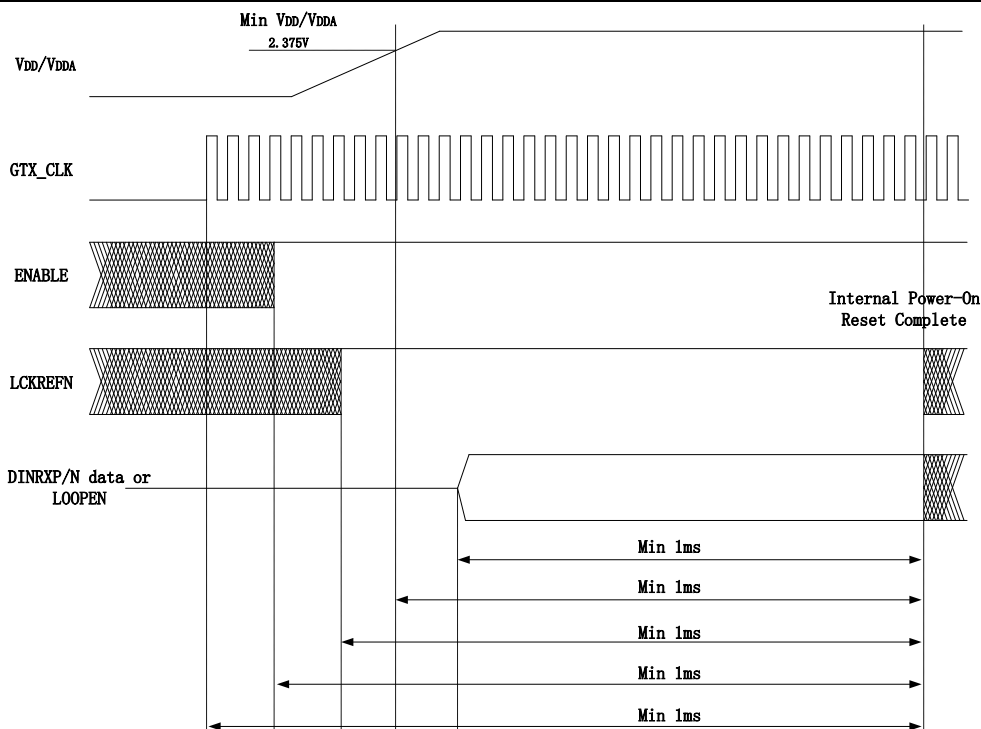 Min VDD/VDDA
2.375V
VDD/VDDA
GTX_CLK
ENABLE
Internal Power-On
Reset Complete
LCKREFN
DINRXP/N data or
LOOPEN
Min 1ms
Min 1ms
Min 1ms
Min 1ms
Min 1ms